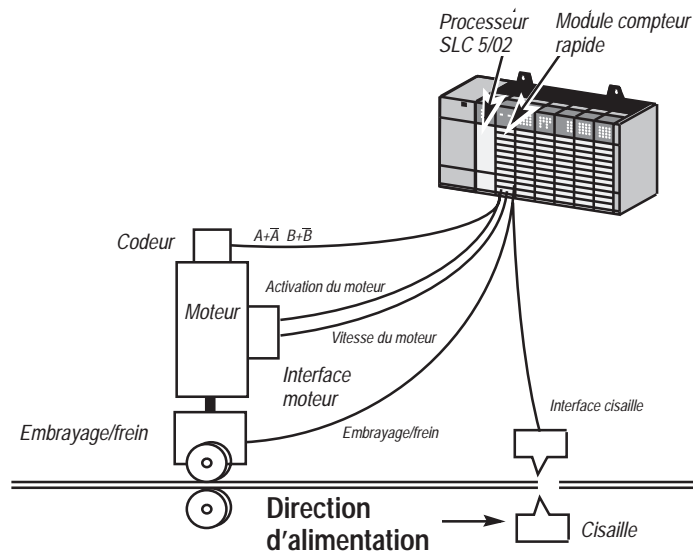 Processeur
SLC 5/02
Module compteur
rapide
Codeur
A+A̅ B+B̅
Activation du moteur
Moteur
Vitesse du moteur
Interface
moteur
Interface cisaille
Embrayage/frein
Embrayage/frein
Direction
d'alimentation
Cisaille